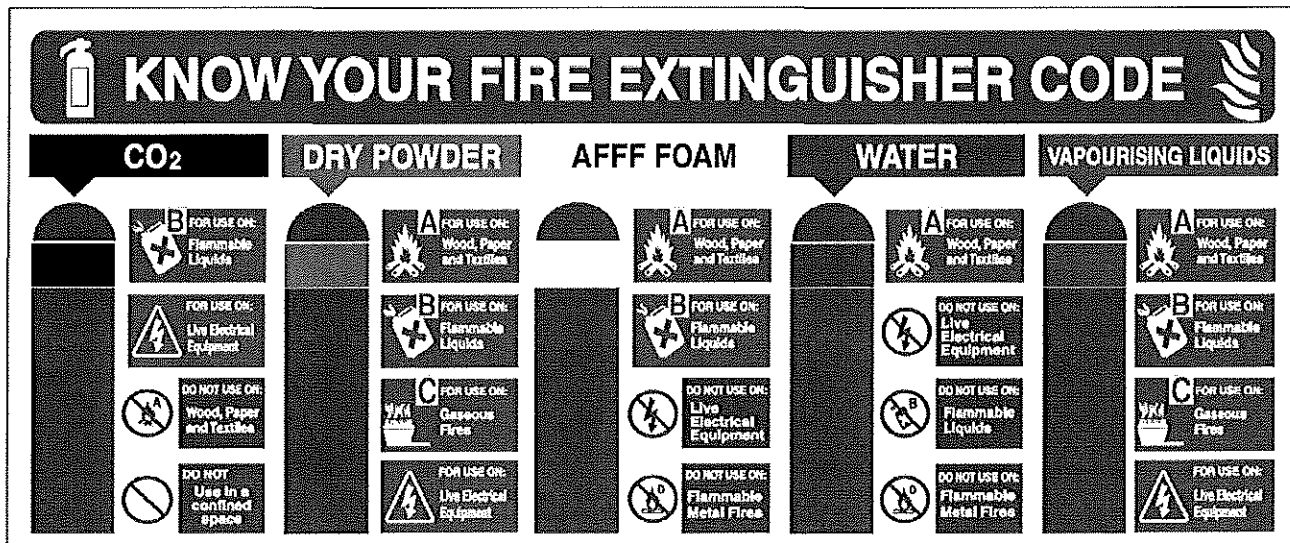 KNOW YOUR FIRE EXTINGUISHER CODE
CO2
B FOR USE ON:
Flammable
Liquids
FOR USE ON:
Live Electrical
Equipment
A DO NOT USE ON:
Wood, Paper
and Textiles
DO NOT
Use in a
confined
space
DRY POWDER
A FOR USE ON:
Wood, Paper
and Textiles
B FOR USE ON:
Flammable
Liquids
C FOR USE ON:
Gaseous
Fires
FOR USE ON:
Live Electrical
Equipment
AFFF FOAM
A FOR USE ON:
Wood, Paper
and Textiles
B FOR USE ON:
Flammable
Liquids
DO NOT USE ON:
Live
Electrical
Equipment
D DO NOT USE ON:
Flammable
Metal Fires
WATER
A FOR USE ON:
Wood, Paper
and Textiles
DO NOT USE ON:
Live
Electrical
Equipment
B DO NOT USE ON:
Flammable
Liquids
D DO NOT USE ON:
Flammable
Metal Fires
VAPOURISING LIQUIDS
A FOR USE ON:
Wood, Paper
and Textiles
B FOR USE ON:
Flammable
Liquids
C FOR USE ON:
Gaseous
Fires
FOR USE ON:
Live Electrical
Equipment